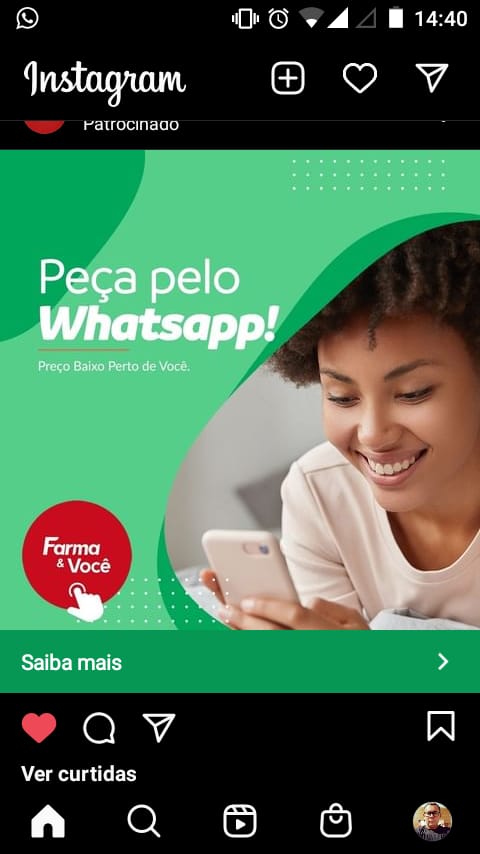 14:40
Instagram
Patrocinado
Peça pelo
Whatsapp!
Preço Baixo Perto de Você.
Farma
& Você
Saiba mais
Ver curtidas